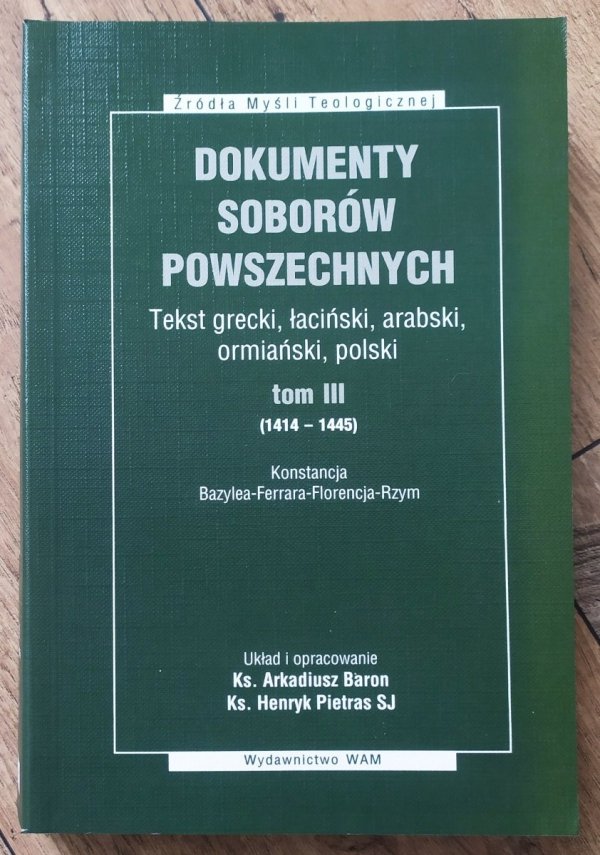 Źródła Myśli Teologicznej
DOKUMENTY
SOBORÓW
POWSZECHNYCH
Tekst grecki, łaciński, arabski,
ormiański, polski
tom III
(1414 – 1445)
Konstancja
Bazylea-Ferrara-Florencja-Rzym
Układ i opracowanie
Ks. Arkadiusz Baron
Ks. Henryk Pietras SJ
Wydawnictwo WAM